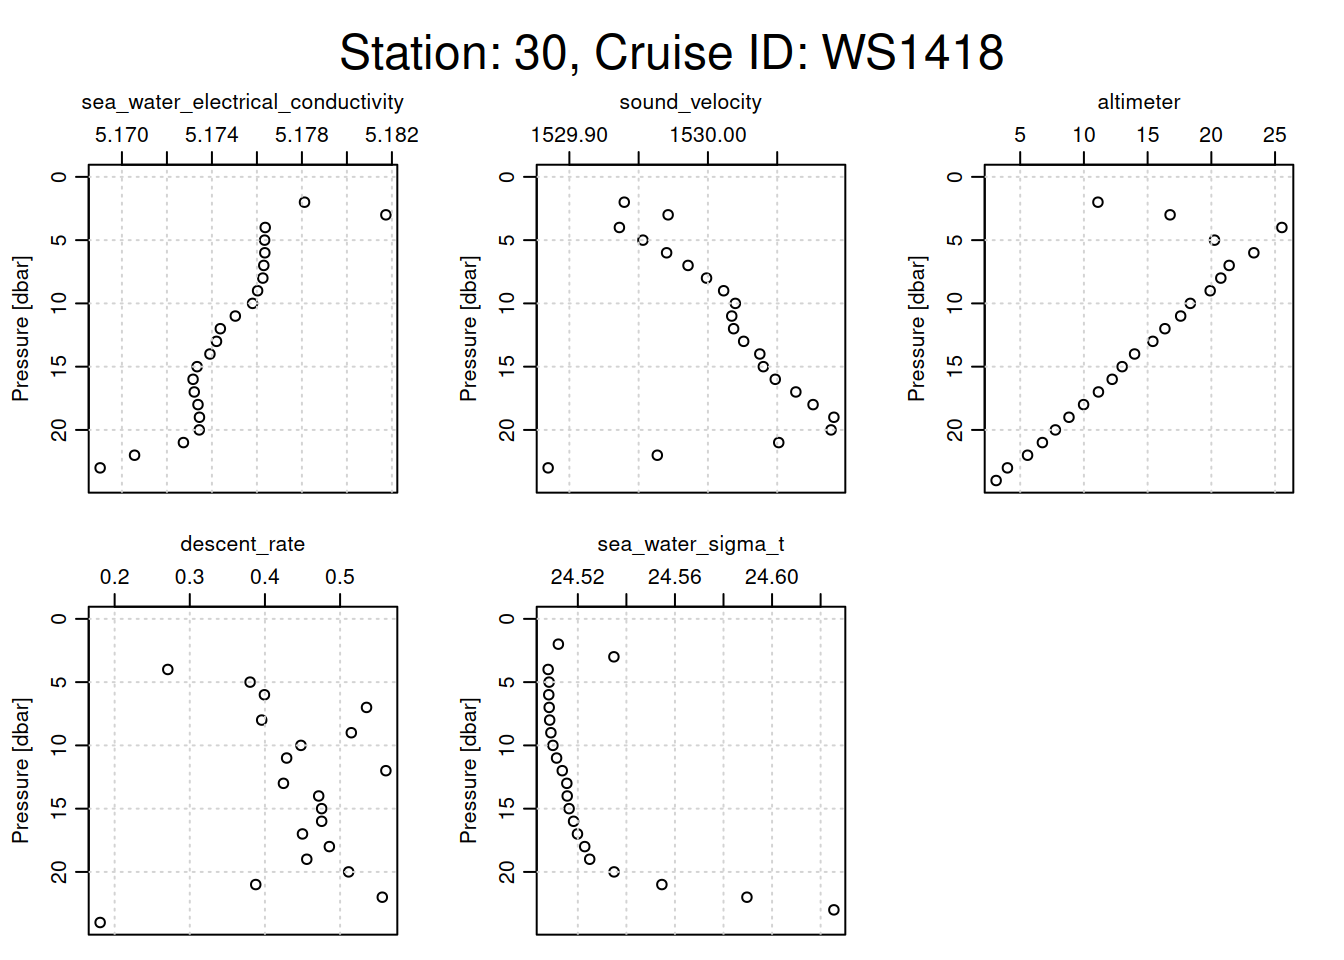 Station: 30, Cruise ID: WS1418
sea_water_electrical_conductivity
5.170 5.174 5.178 5.182
Pressure [dbar]
0
5
10
15
20
sound_velocity
1529.90 1530.00
Pressure [dbar]
0
5
10
15
20
altimeter
5 10 15 20 25
Pressure [dbar]
0
5
10
15
20
descent_rate
0.2 0.3 0.4 0.5
Pressure [dbar]
0
5
10
15
20
sea_water_sigma_t
24.52 24.56 24.60
Pressure [dbar]
0
5
10
15
20